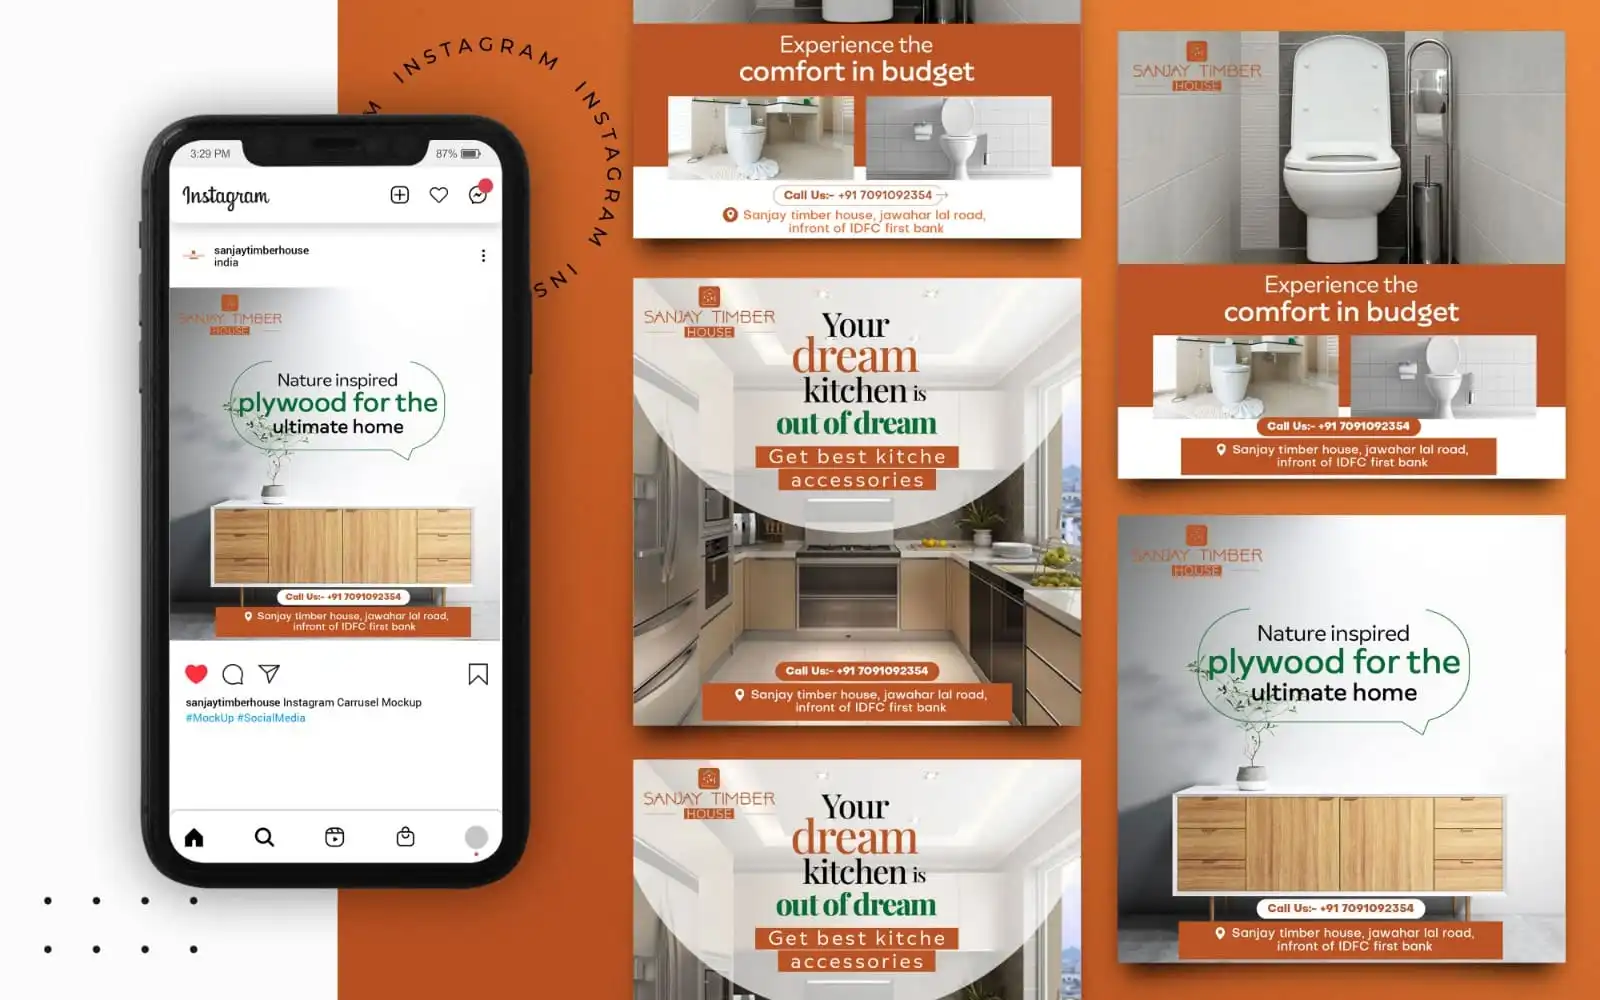 INSTAGRAM INSTAGRAM INS
M
3:29 PM
87%
Instagram
sanjaytimberhouse
india
SANJAY TIMBER
HOUSE
Nature inspired
plywood for the
ultimate home
Call Us:- +91 7091092354
Sanjay timber house, jawahar lal road,
infront of IDFC first bank
sanjaytimberhouse Instagram Carrusel Mockup
#MockUp #SocialMedia
Experience the
comfort in budget
Call Us:- +91 7091092354
Sanjay timber house, jawahar lal road,
infront of IDFC first bank
SANJAY TIMBER
HOUSE
Your
dream
kitchen is
out of dream
Get best kitche
accessories
Call Us:- +91 7091092354
Sanjay timber house, jawahar lal road,
infront of IDFC first bank
SANJAY TIMBER
HOUSE
Your
dream
kitchen is
out of dream
Get best kitche
accessories
SANJAY TIMBER
HOUSE
Experience the
comfort in budget
Call Us:- +91 7091092354
Sanjay timber house, jawahar lal road,
infront of IDFC first bank
SANJAY TIMBER
HOUSE
Nature inspired
plywood for the
ultimate home
Call Us:- +91 7091092354
Sanjay timber house, jawahar lal road,
infront of IDFC first bank